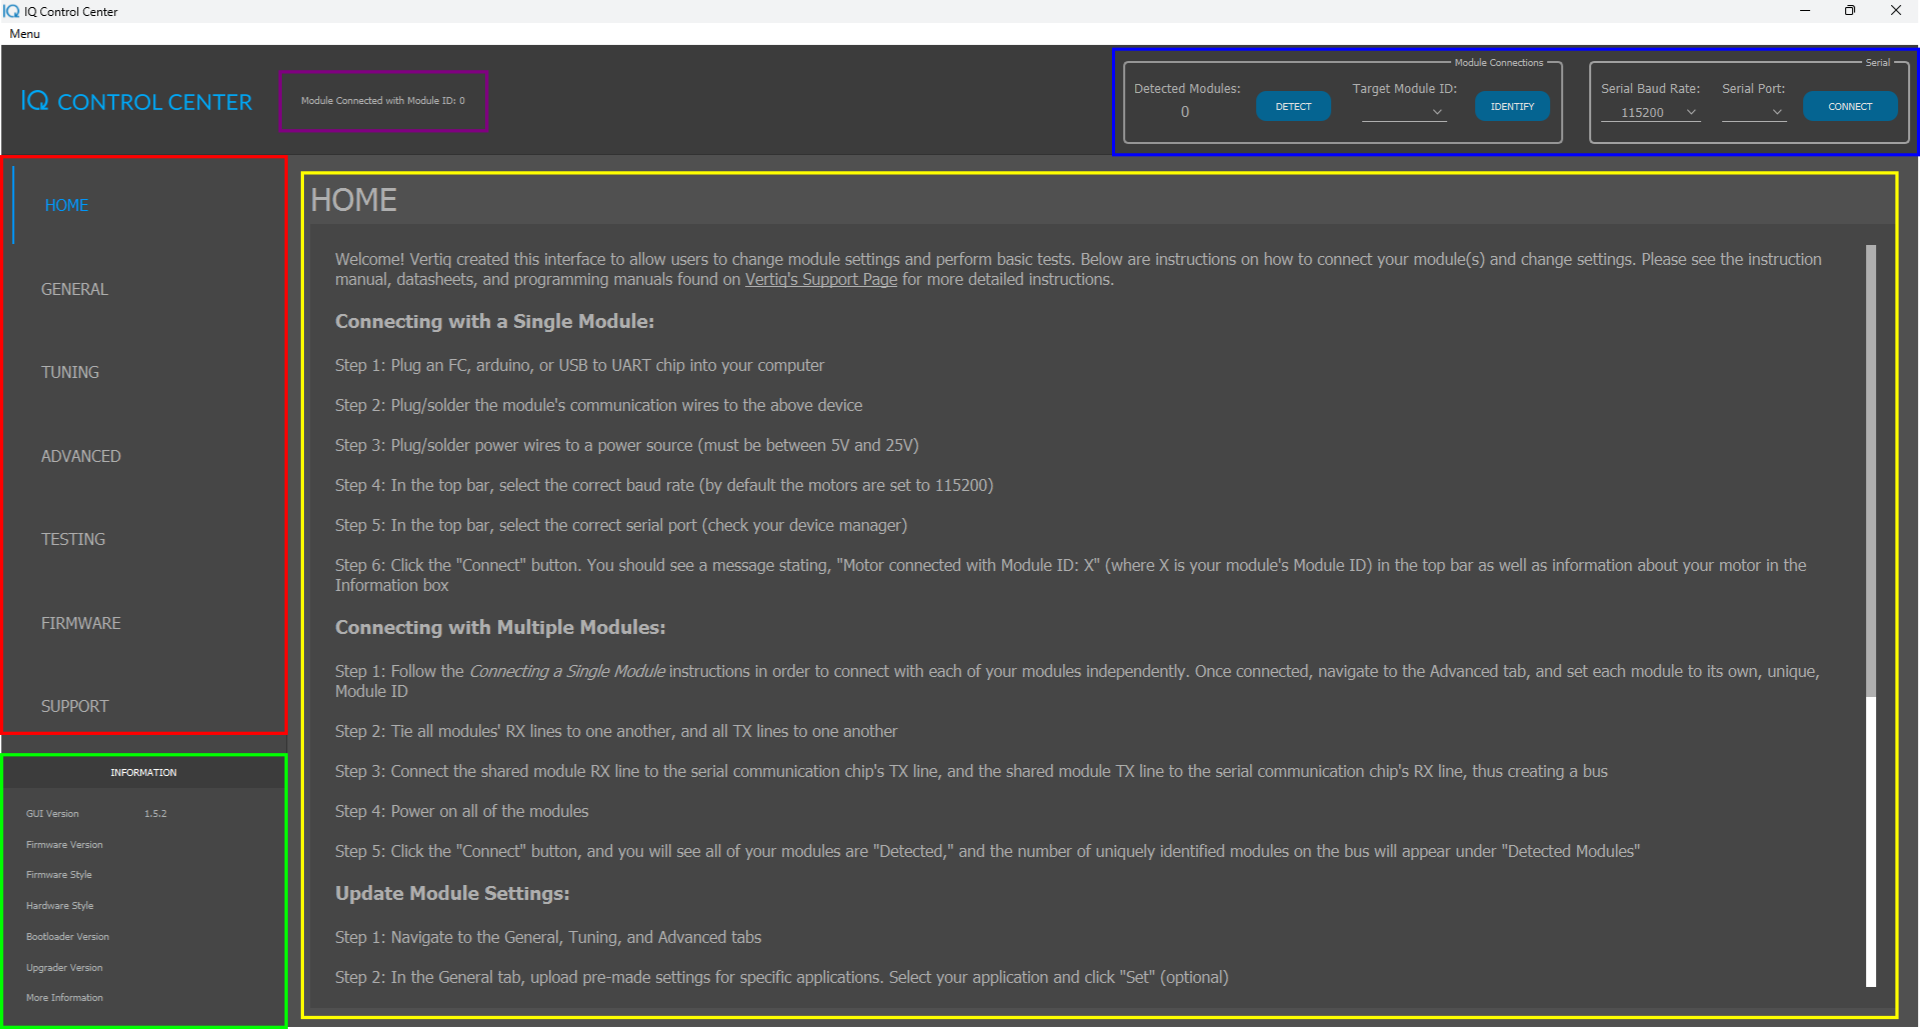 IQ Control Center
Menu
IQ CONTROL CENTER
Module Connected with Module ID: 0
Module Connections
Detected Modules:
0
DETECT
Target Module ID:
IDENTIFY
Serial
Serial Baud Rate:
115200
Serial Port:
CONNECT
HOME
GENERAL
TUNING
ADVANCED
TESTING
FIRMWARE
SUPPORT
INFORMATION
GUI Version 1.5.2
Firmware Version
Firmware Style
Hardware Style
Bootloader Version
Upgrader Version
More Information
HOME
Welcome! Vertiq created this interface to allow users to change module settings and perform basic tests. Below are instructions on how to connect your module(s) and change settings. Please see the instruction
manual, datasheets, and programming manuals found on Vertiq's Support Page for more detailed instructions.
Connecting with a Single Module:
Step 1: Plug an FC, arduino, or USB to UART chip into your computer
Step 2: Plug/solder the module's communication wires to the above device
Step 3: Plug/solder power wires to a power source (must be between 5V and 25V)
Step 4: In the top bar, select the correct baud rate (by default the motors are set to 115200)
Step 5: In the top bar, select the correct serial port (check your device manager)
Step 6: Click the "Connect" button. You should see a message stating, "Motor connected with Module ID: X" (where X is your module's Module ID) in the top bar as well as information about your motor in the
Information box
Connecting with Multiple Modules:
Step 1: Follow the Connecting a Single Module instructions in order to connect with each of your modules independently. Once connected, navigate to the Advanced tab, and set each module to its own, unique,
Module ID
Step 2: Tie all modules' RX lines to one another, and all TX lines to one another
Step 3: Connect the shared module RX line to the serial communication chip's TX line, and the shared module TX line to the serial communication chip's RX line, thus creating a bus
Step 4: Power on all of the modules
Step 5: Click the "Connect" button, and you will see all of your modules are "Detected," and the number of uniquely identified modules on the bus will appear under "Detected Modules"
Update Module Settings:
Step 1: Navigate to the General, Tuning, and Advanced tabs
Step 2: In the General tab, upload pre-made settings for specific applications. Select your application and click "Set" (optional)